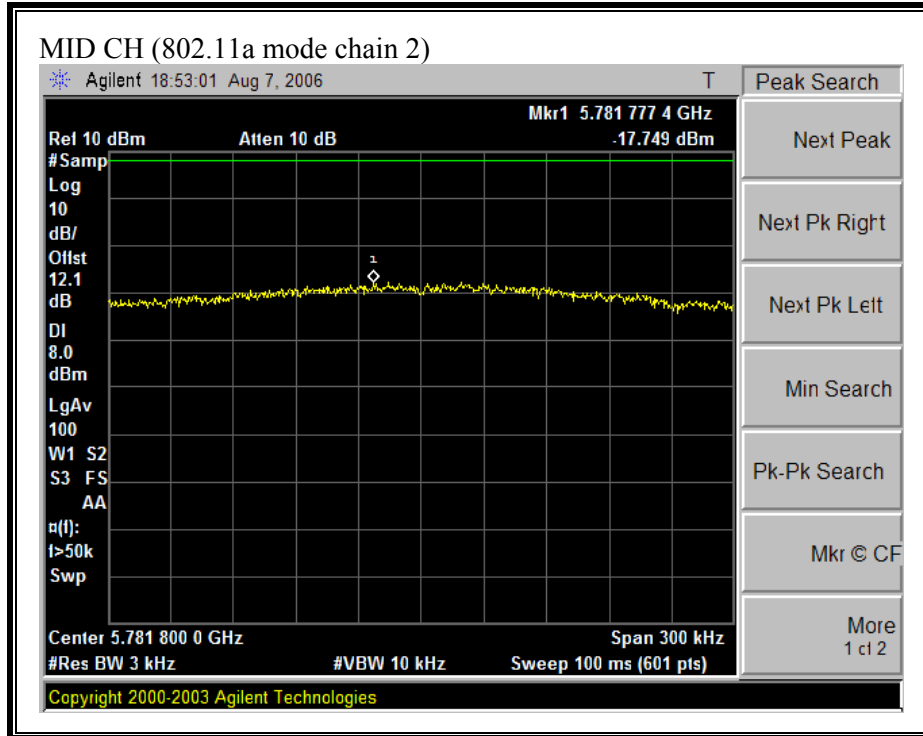 MID CH (802.11a mode chain 2)
Agilent 18:53:01 Aug 7, 2006 T
Peak Search
Mkr1 5.781 777 4 GHz
Ref 10 dBm Atten 10 dB -17.749 dBm
#Samp
Log
10
dB/
Offst
12.1
dB
DI
8.0
dBm
LgAv
100
W1 S2
S3 FS
AA
¤(f):
f>50k
Swp
1
Center 5.781 800 0 GHz Span 300 kHz
#Res BW 3 kHz #VBW 10 kHz Sweep 100 ms (601 pts)
Copyright 2000-2003 Agilent Technologies
Next Peak
Next Pk Right
Next Pk Left
Min Search
Pk-Pk Search
Mkr © CF
More
1 of 2